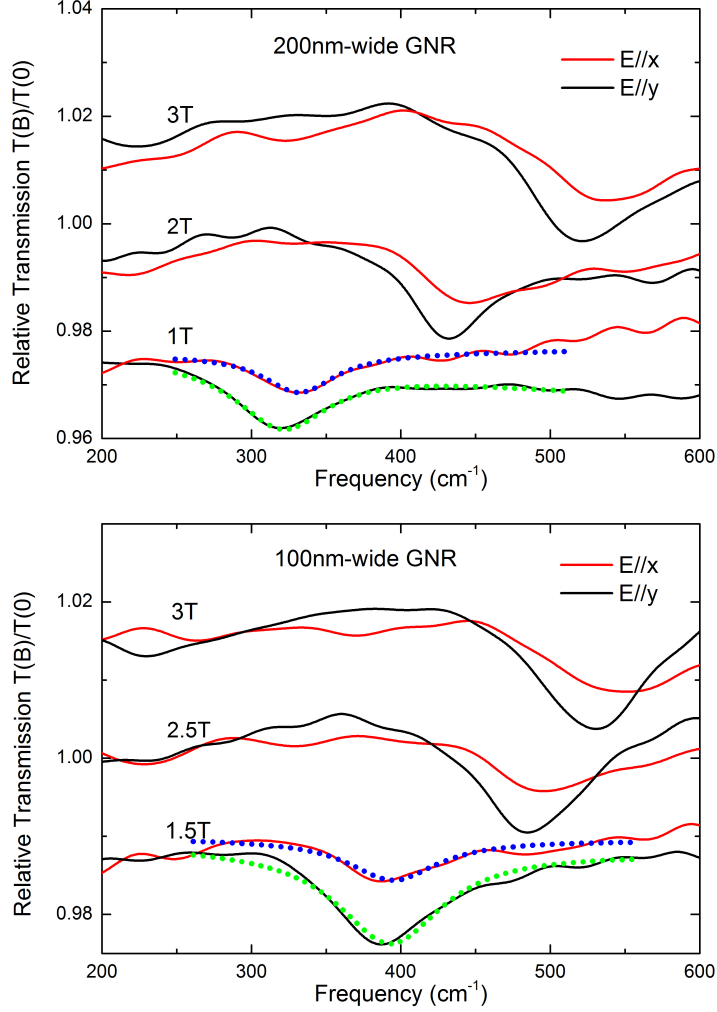 1.04
200nm-wide GNR
E//x
E//y
3T
1.02
2T
1.00
1T
0.98
0.96
200
300
400
500
600
Frequency (cm-1)
Relative Transmission T(B)/T(0)
100nm-wide GNR
E//x
E//y
3T
1.02
2.5T
1.00
1.5T
0.98
200
300
400
500
600
Frequency (cm-1)
Relative Transmission T(B)/T(0)